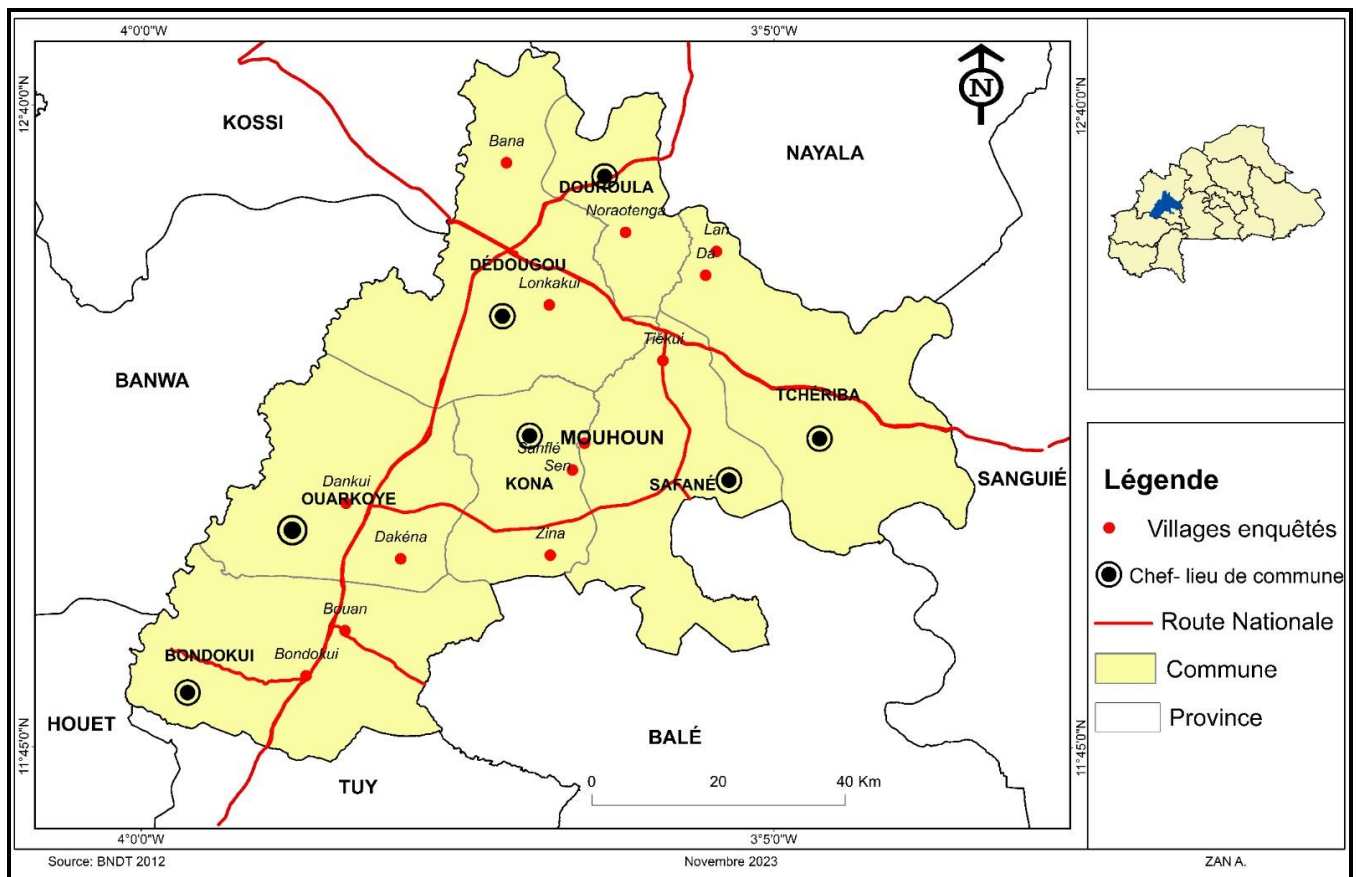 4°0'0"W
3°5'0"W
12°40'0"N
12°40'0"N
N
KOSSI
NAYALA
Bana
DOUROULA
Noraotenga
Lan
Da
DÉDOUGOU
Lonkakui
Tiékui
BANWA
TCHÉRIBA
MOUHOUN
Sanflé
Sen
KONA
SAFANÉ
SANGUIÉ
Dankui
OUARKOYE
Dakéna
Zina
Bouan
BONDOKUI
Bondokui
HOUET
BALÉ
TUY
11°45'0"N
11°45'0"N
0 20 40 Km
4°0'0"W
3°5'0"W
Légende
Villages enquêtés
Chef- lieu de commune
Route Nationale
Commune
Province
Source: BNDT 2012
Novembre 2023
ZAN A.